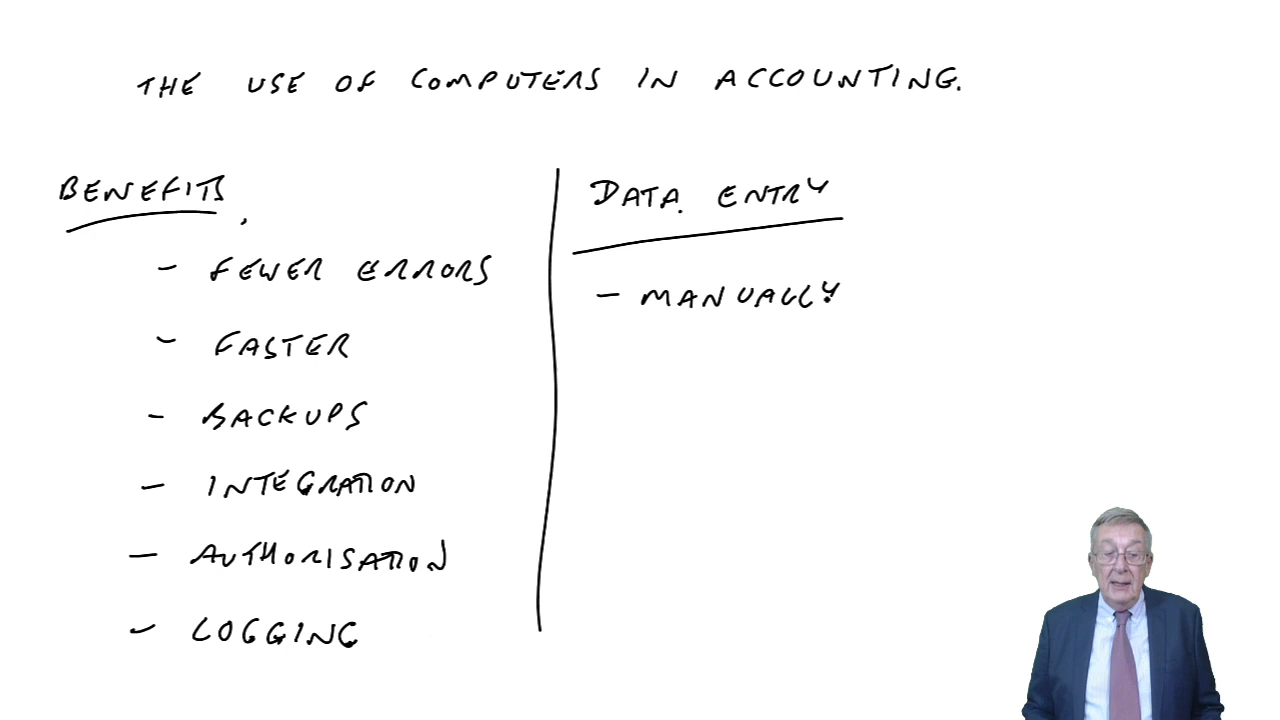 THE USE OF COMPUTERS IN ACCOUNTING.
BENEFITS.
- FEWER ERRORS
- FASTER
- BACKUPS
- INTEGRATION
- AUTHORISATION
- LOGGING
DATA ENTRY
- MANUALLY